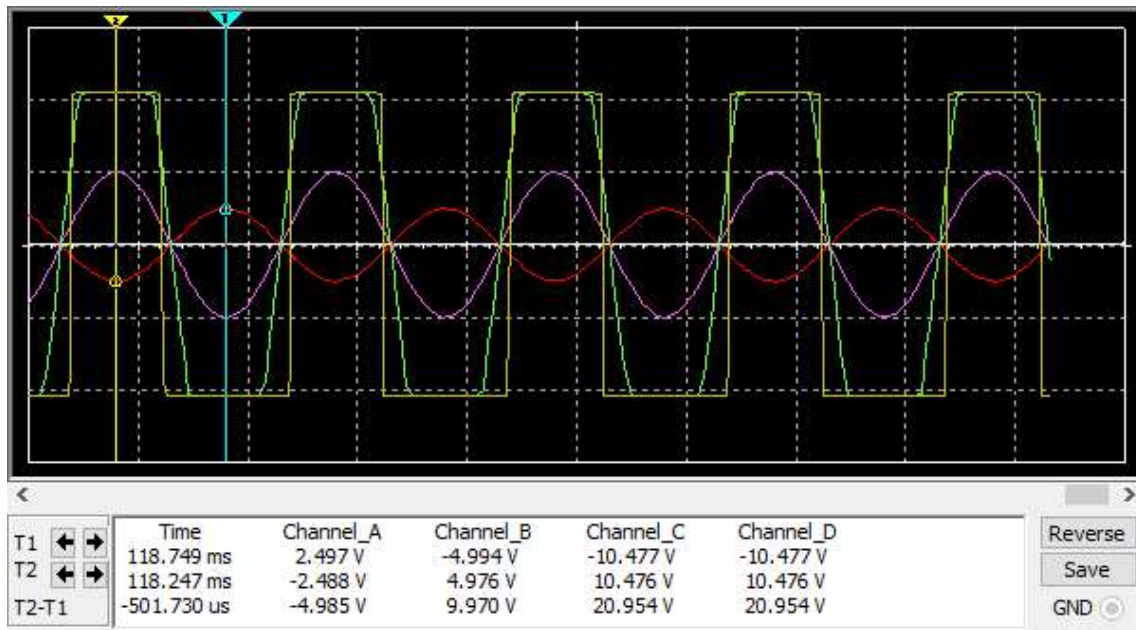 2
1
Time Channel_A Channel_B Channel_C Channel_D
T1 118.749 ms 2.497 V -4.994 V -10.477 V -10.477 V
T2 118.247 ms -2.488 V 4.976 V 10.476 V 10.476 V
T2-T1 -501.730 us -4.985 V 9.970 V 20.954 V 20.954 V
Reverse
Save
GND